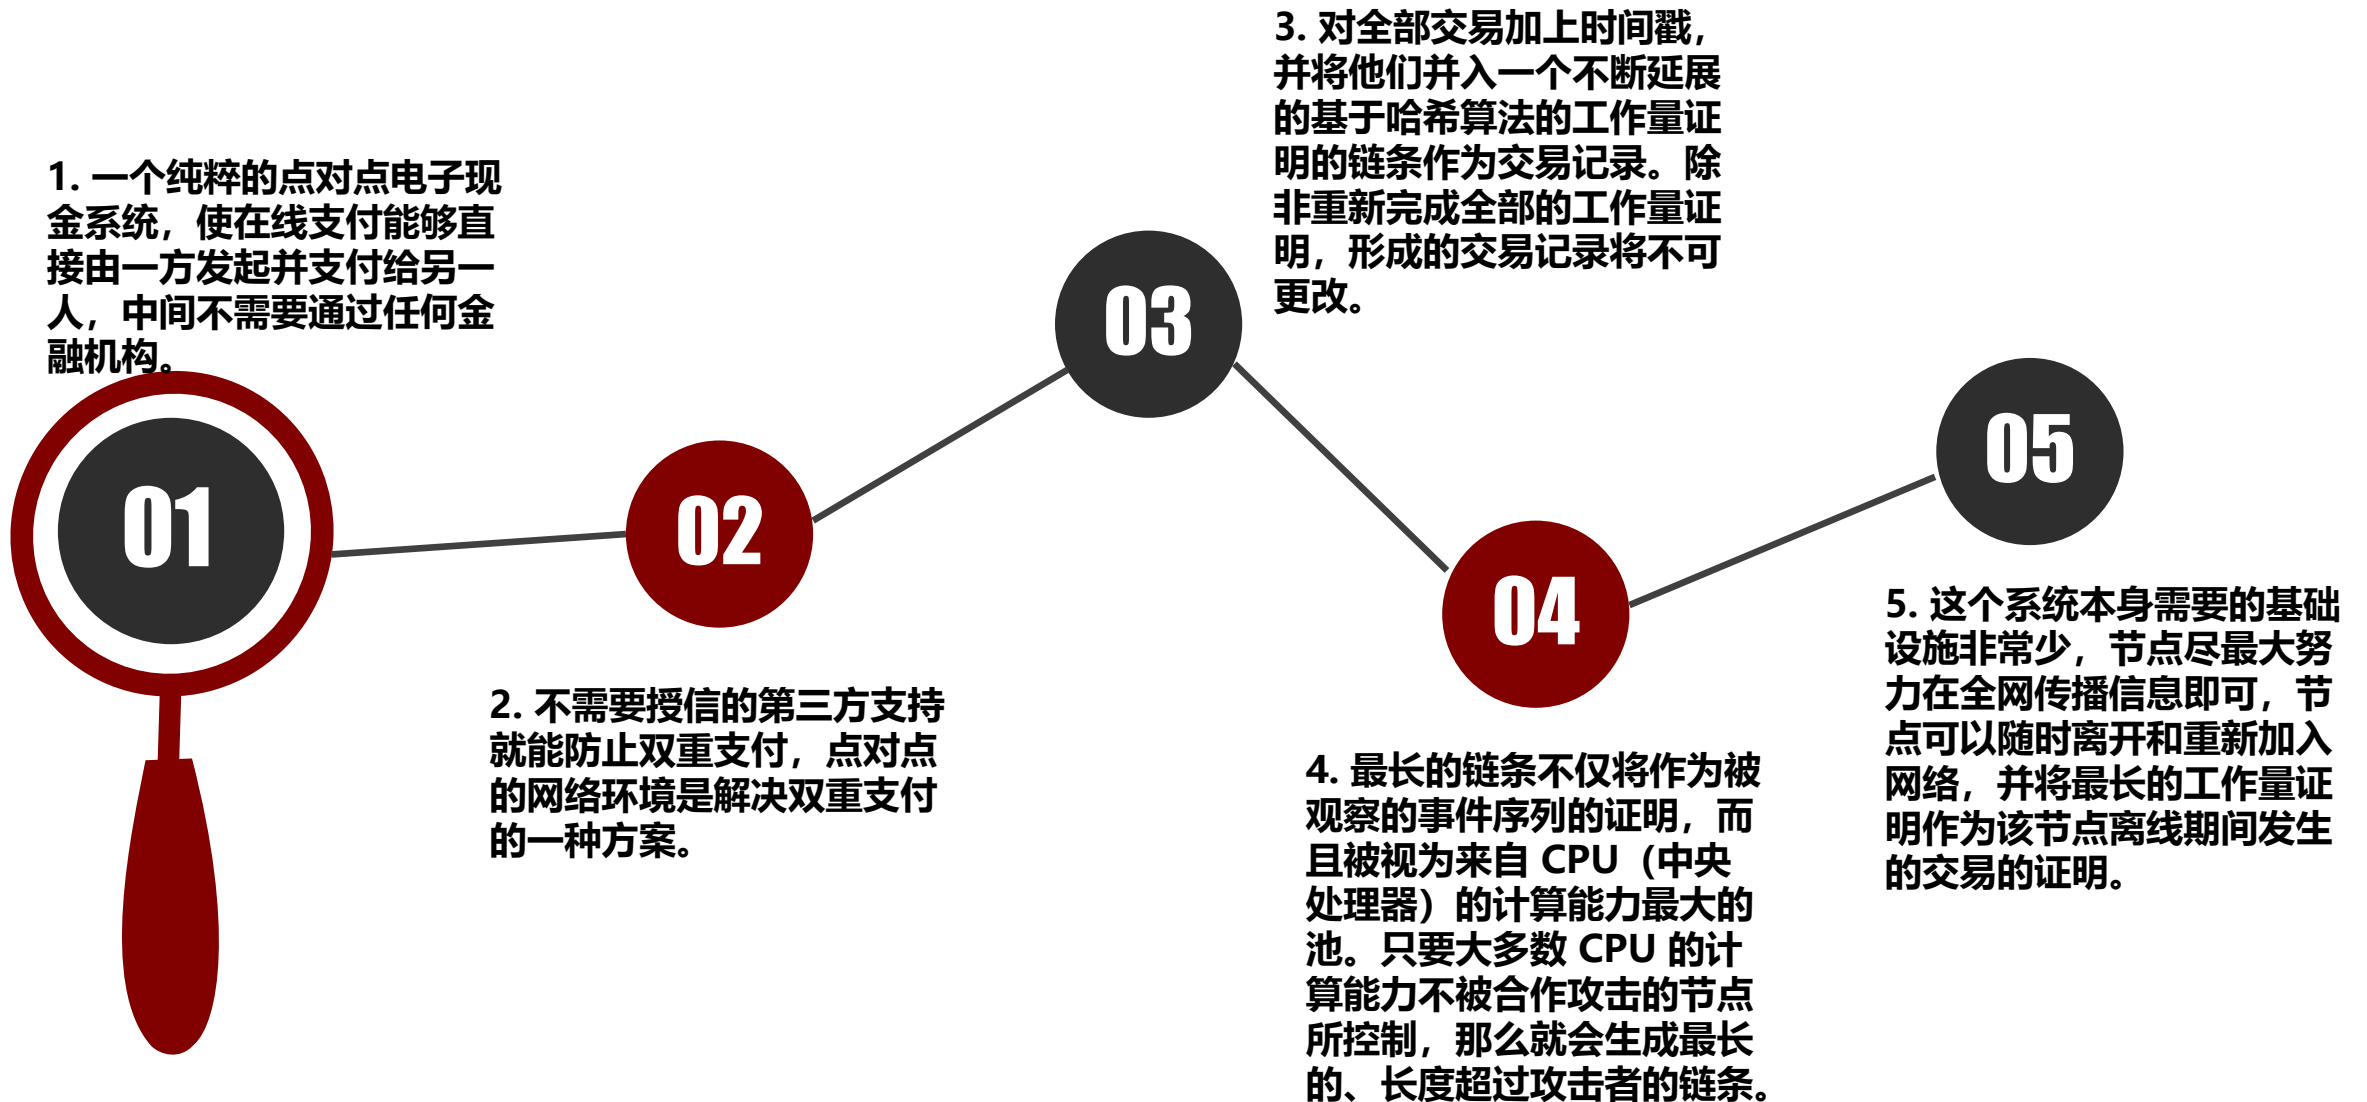 1. 一个纯粹的点对点电子现
金系统，使在线支付能够直
接由一方发起并支付给另一
人，中间不需要通过任何金
融机构。
01
02
2. 不需要授信的第三方支持
就能防止双重支付，点对点
的网络环境是解决双重支付
的一种方案。
3. 对全部交易加上时间戳，
并将他们并入一个不断延展
的基于哈希算法的工作量证
明的链条作为交易记录。除
非重新完成全部的工作量证
明，形成的交易记录将不可
更改。
03
04
4. 最长的链条不仅将作为被
观察的事件序列的证明，而
且被视为来自 CPU（中央
处理器）的计算能力最大的
池。只要大多数 CPU 的计
算能力不被合作攻击的节点
所控制，那么就会生成最长
的、长度超过攻击者的链条。
05
5. 这个系统本身需要的基础
设施非常少，节点尽最大努
力在全网传播信息即可，节
点可以随时离开和重新加入
网络，并将最长的工作量证
明作为该节点离线期间发生
的交易的证明。